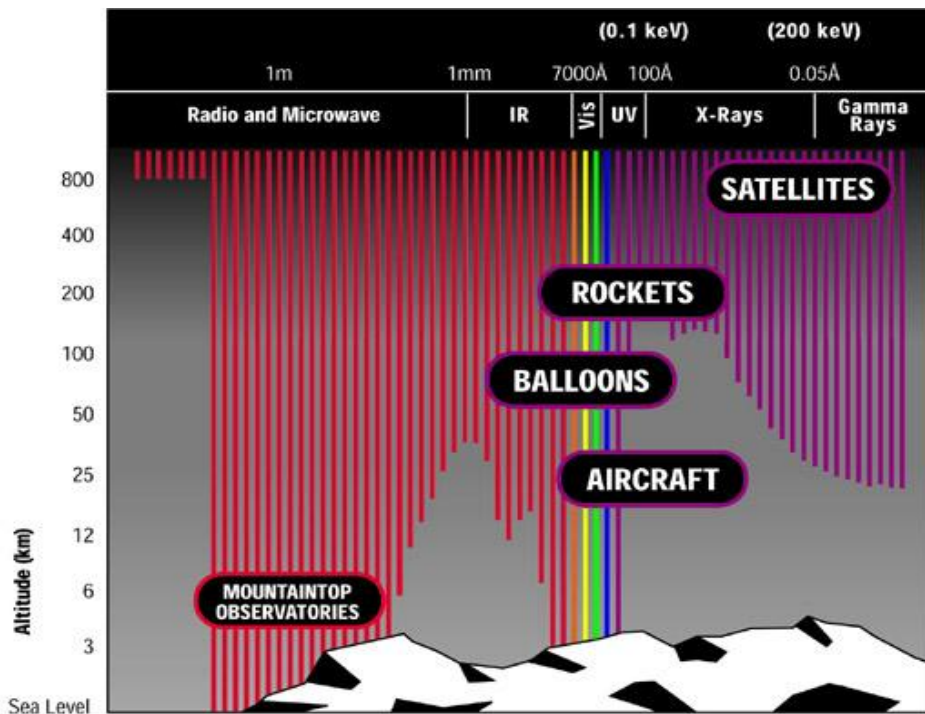 (0.1 keV) (200 keV)
1m 1mm 7000Å 100Å 0.05Å
Radio and Microwave IR Vis UV X-Rays Gamma
Rays
800
SATELLITES
400
200
ROCKETS
100
BALLOONS
50
25
AIRCRAFT
12
6
MOUNTAINTOP
OBSERVATORIES
3
Sea Level
Altitude (km)